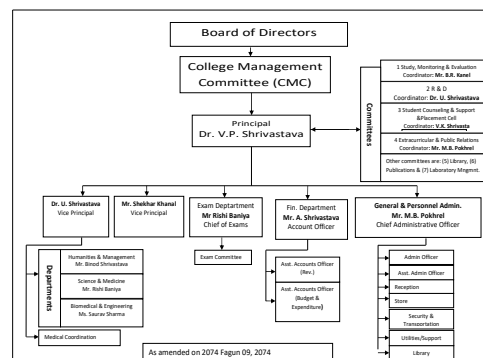 Board of Directors
College Management
Committee (CMC)
Principal
Dr. V.P. Shrivastava
Committees
1 Study, Monitoring & Evaluation
Coordinator: Mr. B.R. Kanel
2 R & D
Coordinator: Dr. U. Shrivastava
3 Student Counseling & Support
&Placement Cell
Coordinator: V.K. Shrivasta
4 Extracurricular & Public Relations
Coordinator: Mr. M.B. Pokhrel
Other committees are: (5) Library, (6)
Publications & (7) Laboratory Mngmnt.
Dr. U. Shrivastava
Vice Principal
Mr. Shekhar Khanal
Vice Principal
Exam Deptartment
Mr Rishi Baniya
Chief of Exams
Fin. Department
Mr. A. Shrivastava
Account Officer
General & Personnel Admin.
Mr. M.B. Pokhrel
Chief Administrative Officer
Departments
Humanities & Management
Mr. Binod Shrivastava
Science & Medicine
Mr. Rishi Baniya
Biomedical & Engineering
Ms. Saurav Sharma
Medical Coordination
Exam Committee
Asst. Accounts Officer
(Rev.)
Asst. Accounts Officer
(Budget &
Expenditure)
Admin Officer
Asst. Admin Officer
Reception
Store
Security &
Transportation
Utilities/Support
Library
As amended on 2074 Fagun 09, 2074